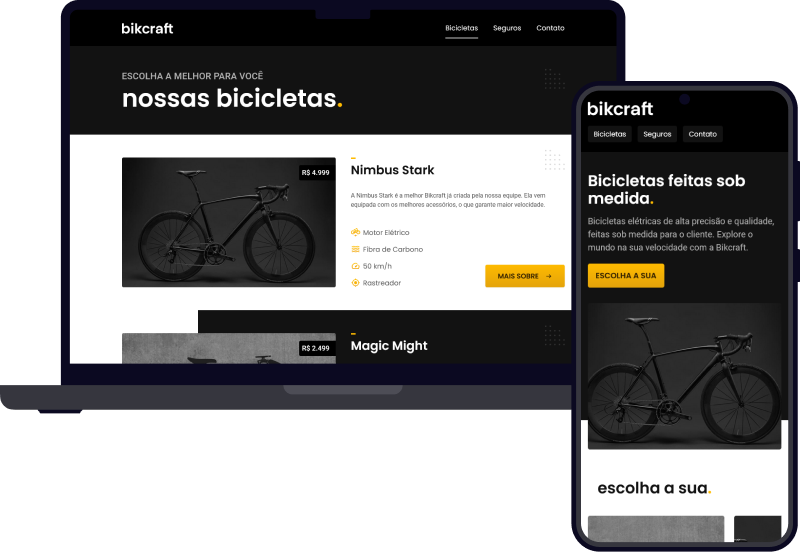 bikcraft
Bicicletas Seguros Contato
ESCOLHA A MELHOR PARA VOCÊ
nossas bicicletas.
R$ 4.999
Nimbus Stark
A Nimbus Stark é a melhor Bikcraft já criada pela nossa equipe. Ela vem
equipada com os melhores acessórios, o que garante maior velocidade.
Motor Elétrico
Fibra de Carbono
50 km/h
Rastreador
MAIS SOBRE →
R$ 2.499
Magic Might
bikcraft
Bicicletas Seguros Contato
Bicicletas feitas sob
medida.
Bicicletas elétricas de alta precisão e qualidade,
feitas sob medida para o cliente. Explore o
mundo na sua velocidade com a Bikcraft.
ESCOLHA A SUA
escolha a sua.